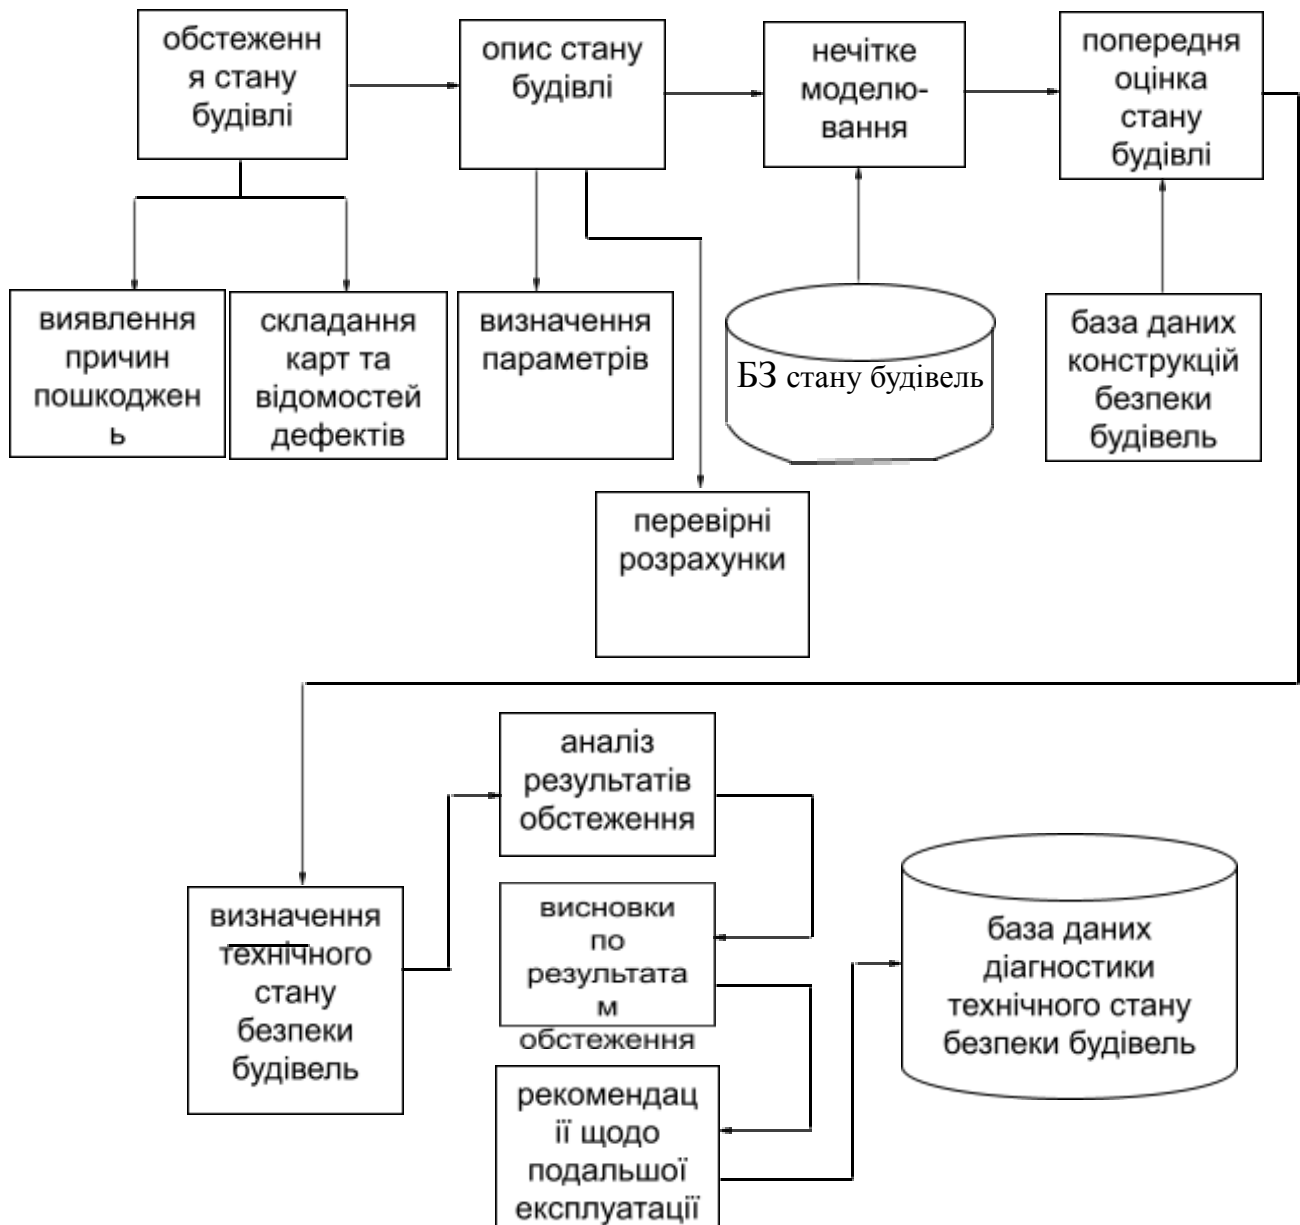 обстеженн
я стану
будівлі
опис стану
будівлі
нечітке
моделю-
вання
попередня
оцінка
стану
будівлі
виявлення
причин
пошкоджен
ь
складання
карт та
відомостей
дефектів
визначення
параметрів
БЗ стану будівель
база даних
конструкцій
безпеки
будівель
перевірні
розрахунки
аналіз
результатів
обстеження
визначення
технічного
стану
безпеки
будівель
висновки
по
результата
м
обстеження
база даних
діагностики
технічного стану
безпеки будівель
рекомендац
ії щодо
подальшої
експлуатації